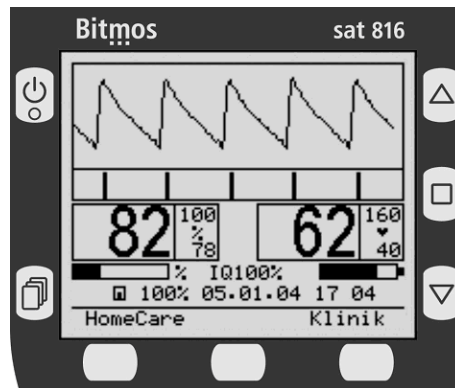 Bitmos sat 816
82 100 % 78 62 160 ♥ 40
% IQ100%
100% 05.01.04 17 04
HomeCare Klinik